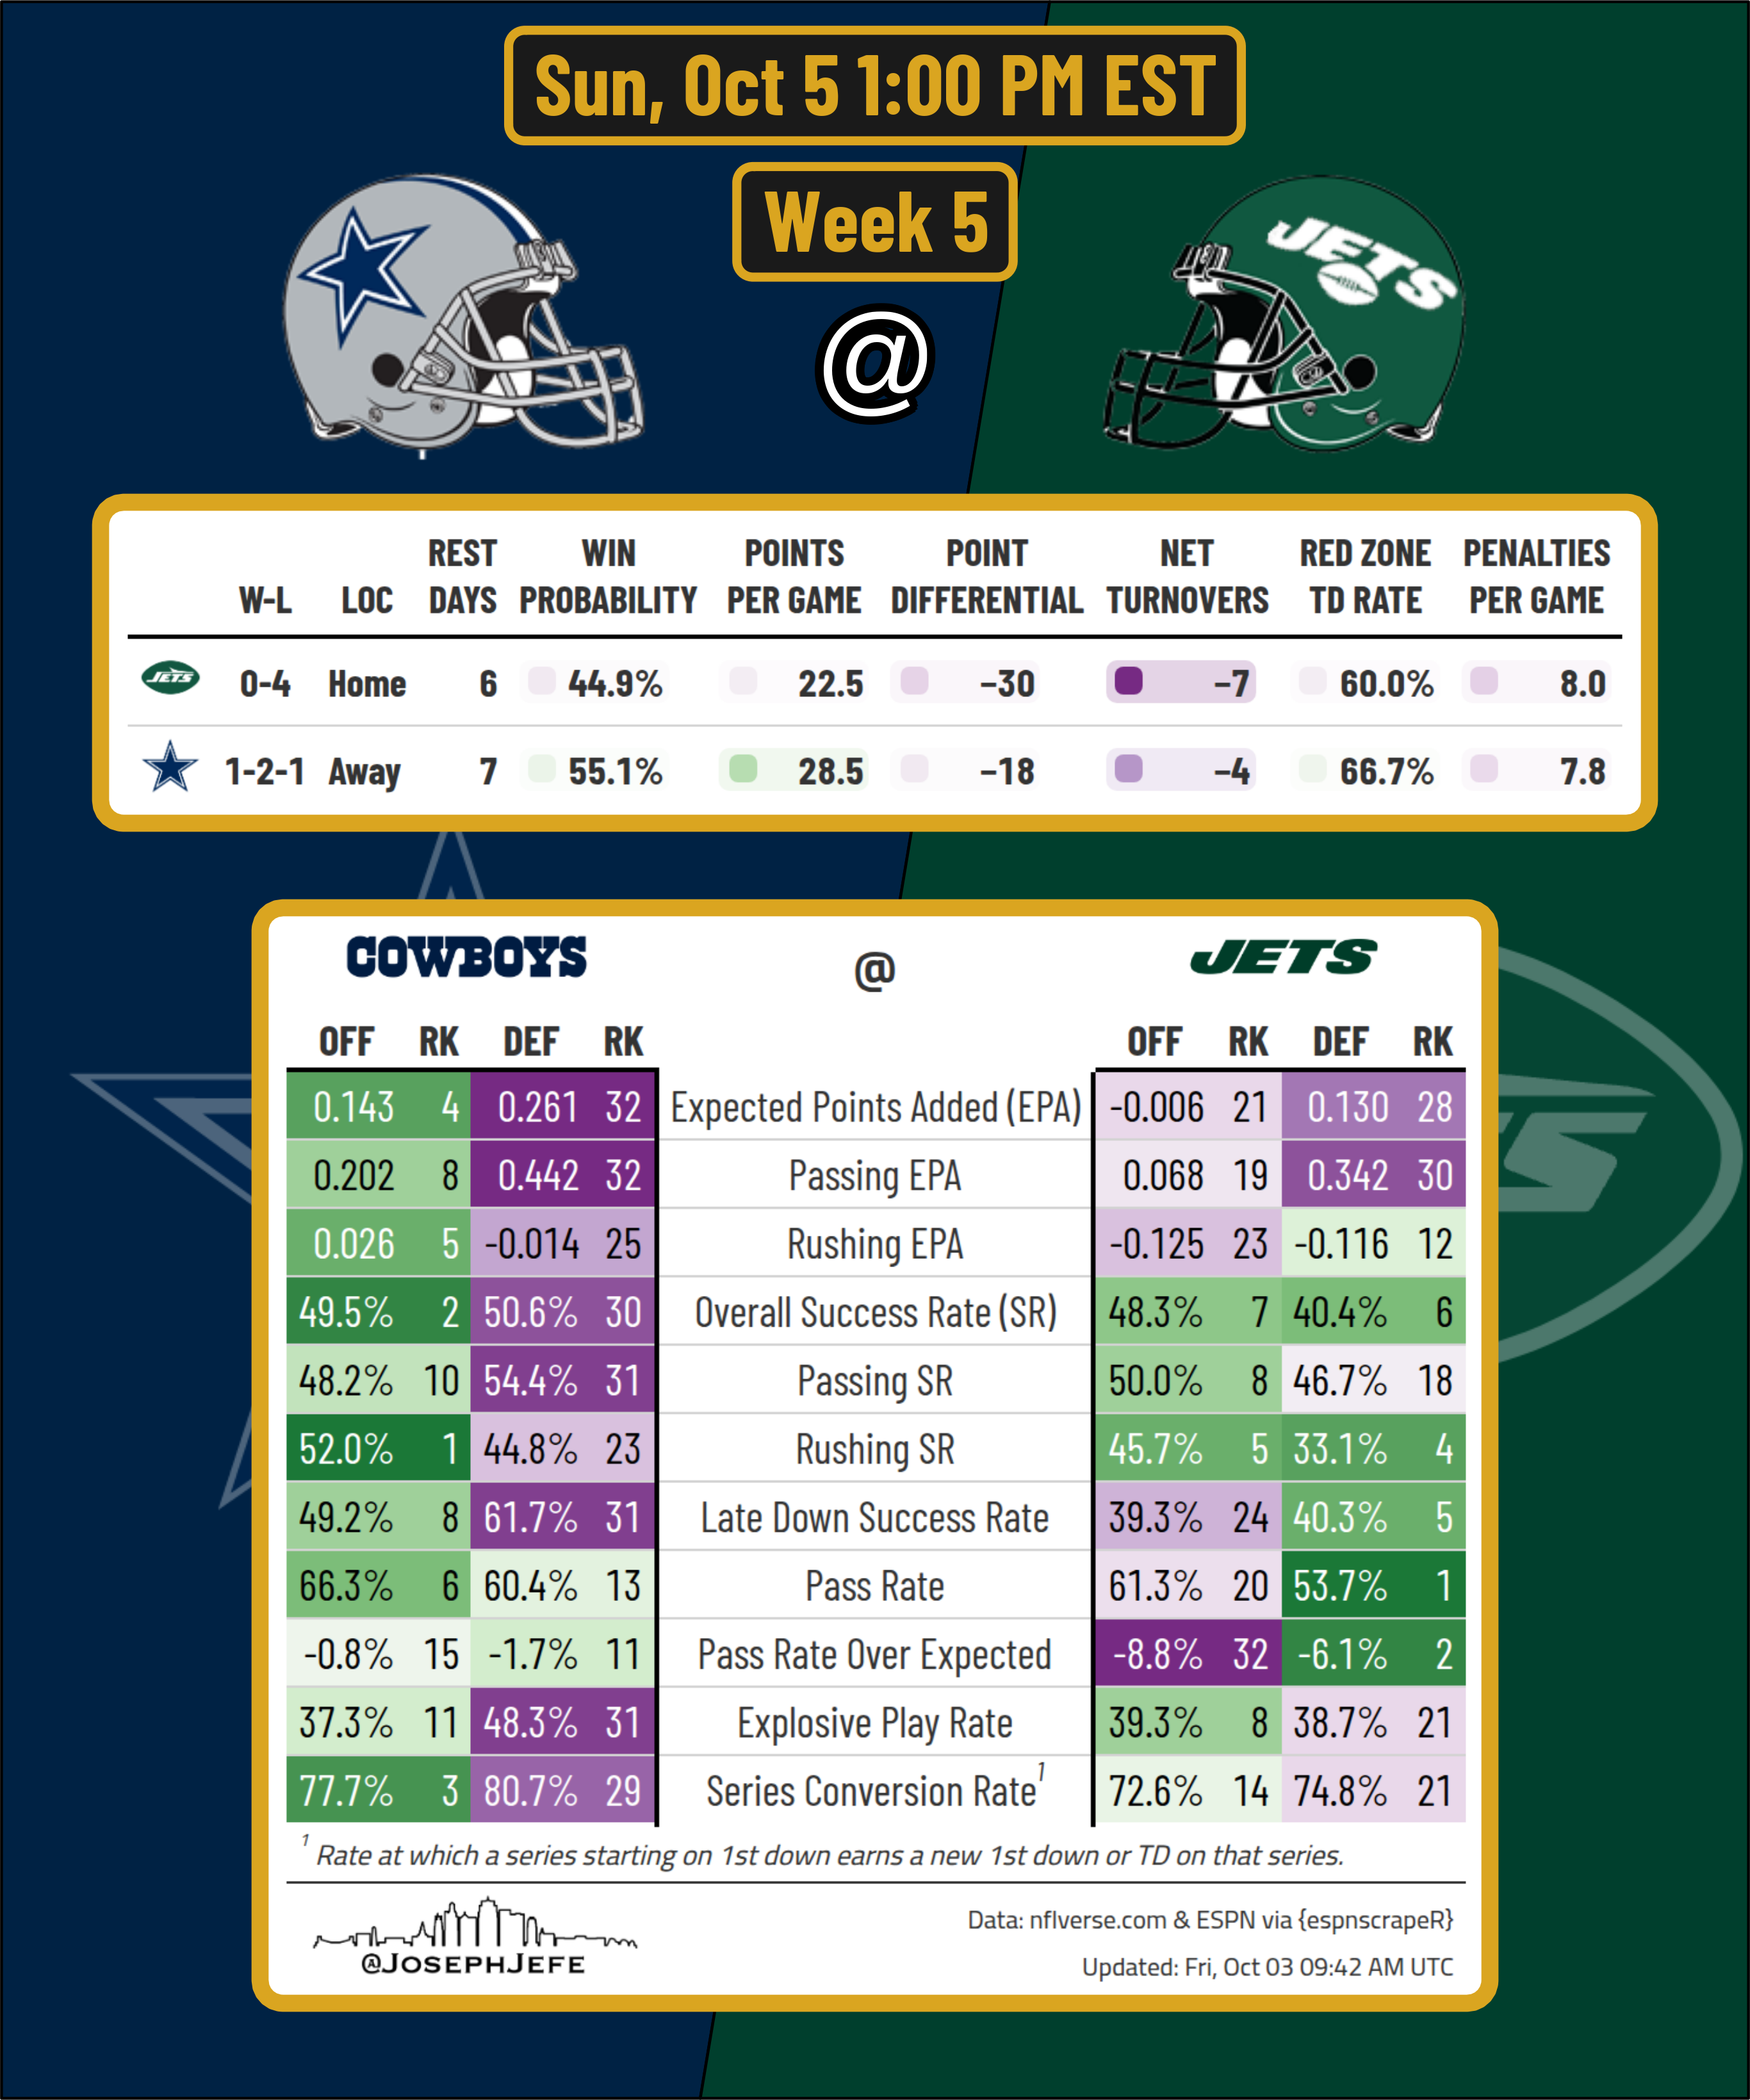 Sun, Oct 5 1:00 PM EST
Week 5
@
JETS
REST WIN POINTS POINT NET RED ZONE PENALTIES
W-L LOC DAYS PROBABILITY PER GAME DIFFERENTIAL TURNOVERS TD RATE PER GAME
JETS 0-4 Home 6 44.9% 22.5 −30 −7 60.0% 8.0
1-2-1 Away 7 55.1% 28.5 −18 −4 66.7% 7.8
COWBOYS @ JETS
OFF RK DEF RK OFF RK DEF RK
0.143 4 0.261 32 Expected Points Added (EPA) -0.006 21 0.130 28
0.202 8 0.442 32 Passing EPA 0.068 19 0.342 30
0.026 5 -0.014 25 Rushing EPA -0.125 23 -0.116 12
49.5% 2 50.6% 30 Overall Success Rate (SR) 48.3% 7 40.4% 6
48.2% 10 54.4% 31 Passing SR 50.0% 8 46.7% 18
52.0% 1 44.8% 23 Rushing SR 45.7% 5 33.1% 4
49.2% 8 61.7% 31 Late Down Success Rate 39.3% 24 40.3% 5
66.3% 6 60.4% 13 Pass Rate 61.3% 20 53.7% 1
-0.8% 15 -1.7% 11 Pass Rate Over Expected -8.8% 32 -6.1% 2
37.3% 11 48.3% 31 Explosive Play Rate 39.3% 8 38.7% 21
77.7% 3 80.7% 29 Series Conversion Rate¹ 72.6% 14 74.8% 21
¹ Rate at which a series starting on 1st down earns a new 1st down or TD on that series.
@JOSEPHJEFE
Data: nflverse.com & ESPN via {espnscrapeR}
Updated: Fri, Oct 03 09:42 AM UTC